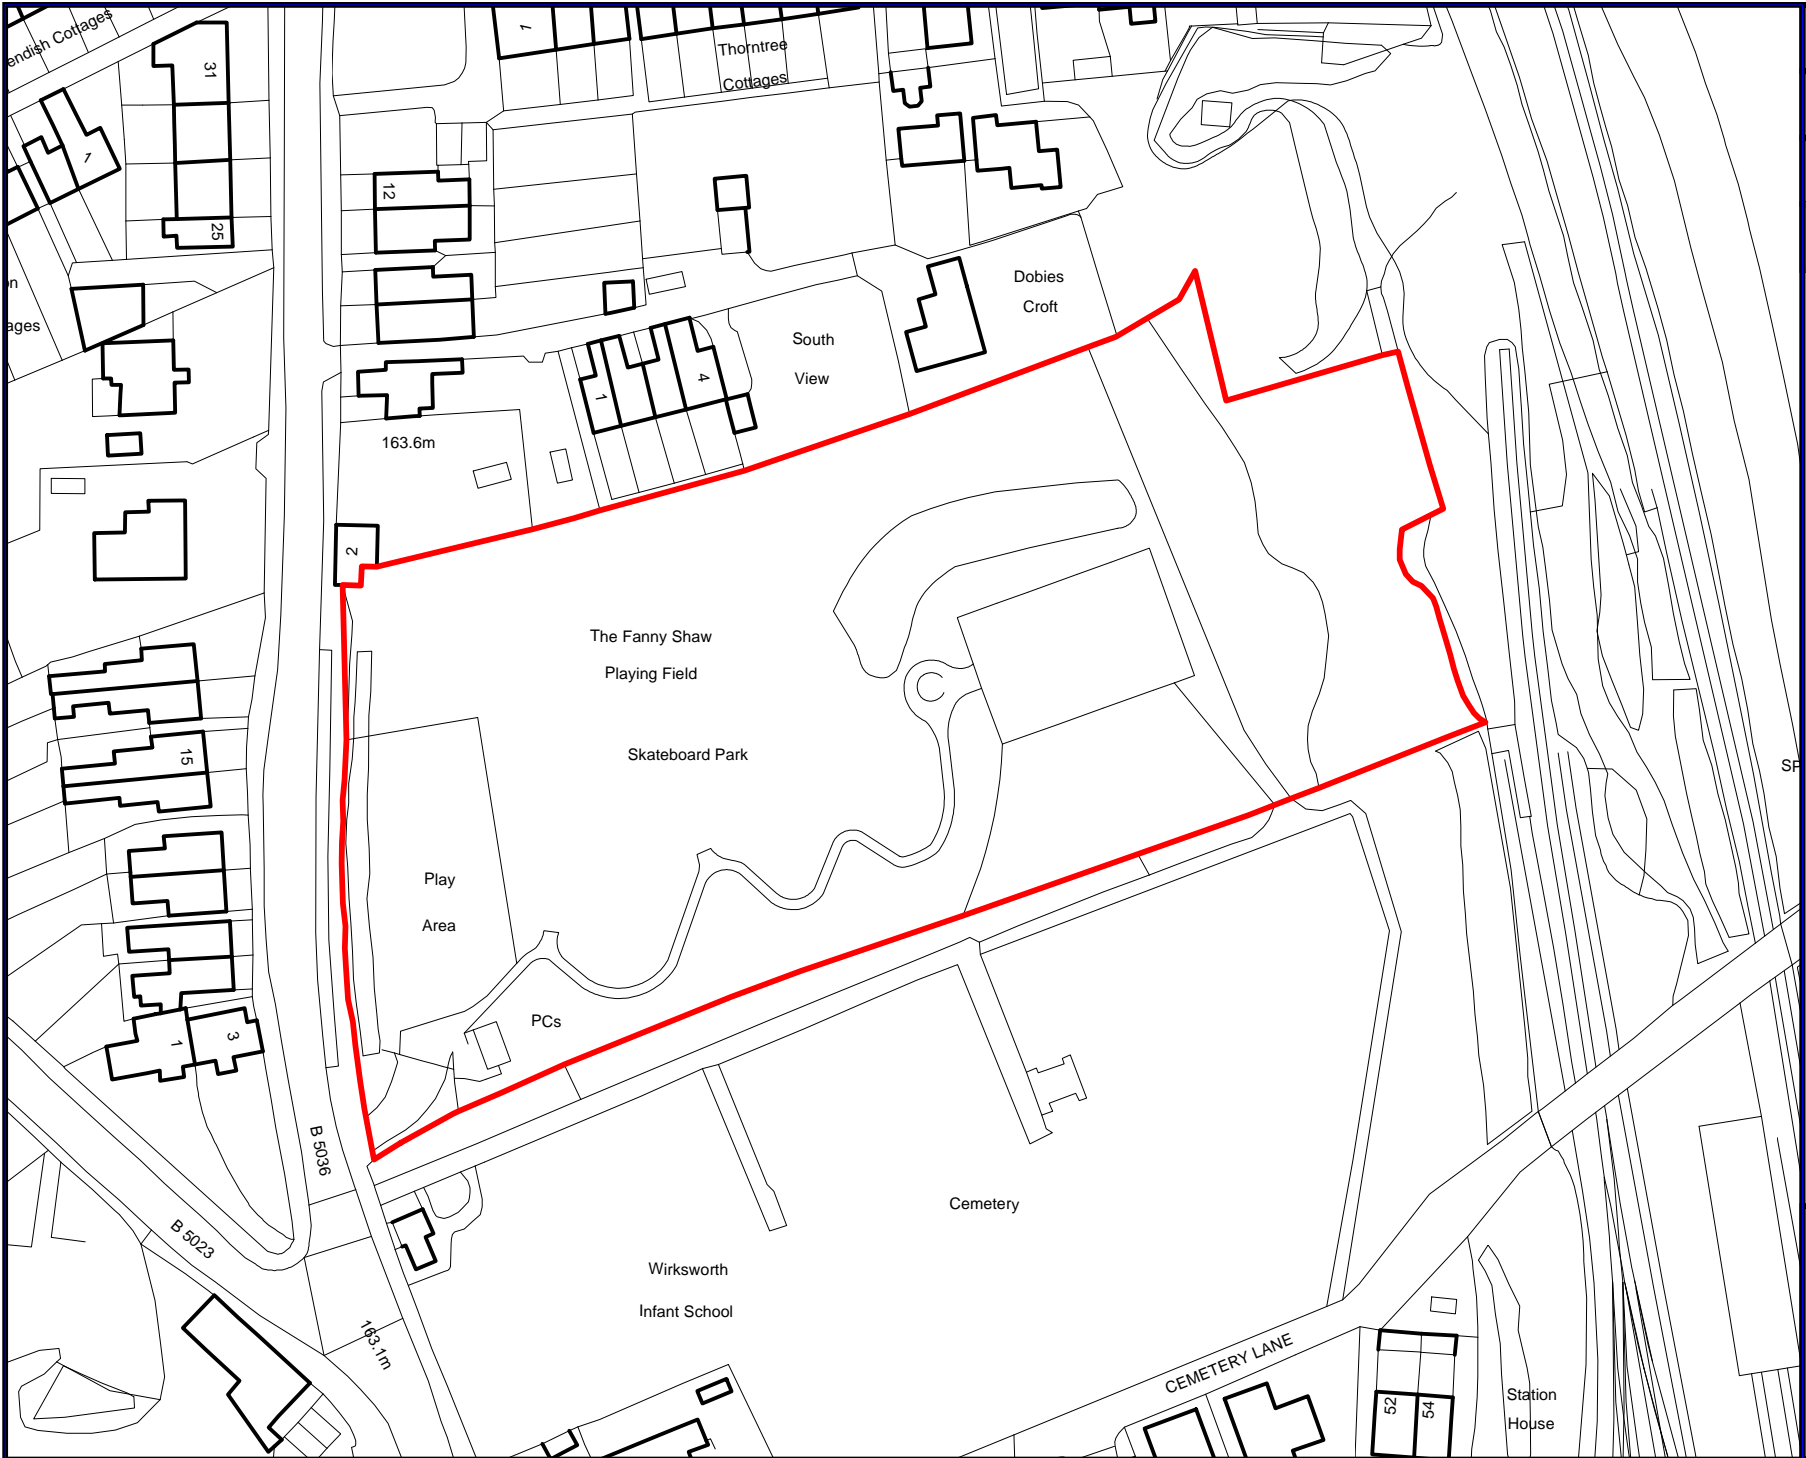 endish Cottages
31
1
Thorntree
Cottages
1
12
25
on
ages
Dobies
Croft
South
View
4
1
163.6m
2
The Fanny Shaw
Playing Field
Skateboard Park
15
SP
Play
Area
PCs
3
1
B 5036
B 5023
Cemetery
Wirksworth
Infant School
163.1m
CEMETERY LANE
52
54
Station
House